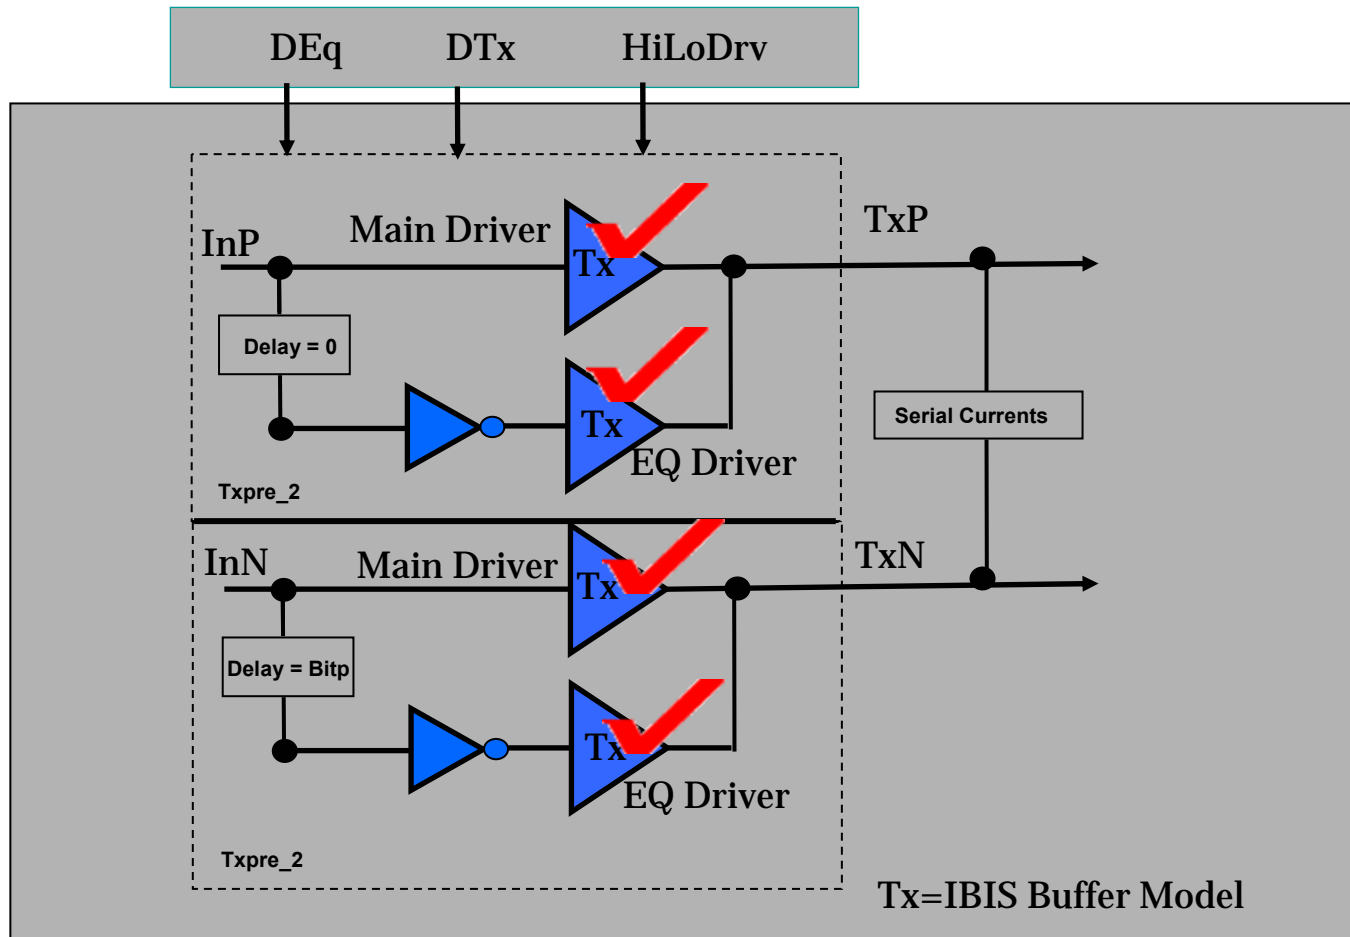 DEq DTx HiLoDrv
InP
Main Driver
Tx
TxP
Delay = 0
Tx
EQ Driver
Serial Currents
Txpre_2
InN
Main Driver
Tx
TxN
Delay = Bitp
Tx
EQ Driver
Txpre_2
Tx=IBIS Buffer Model